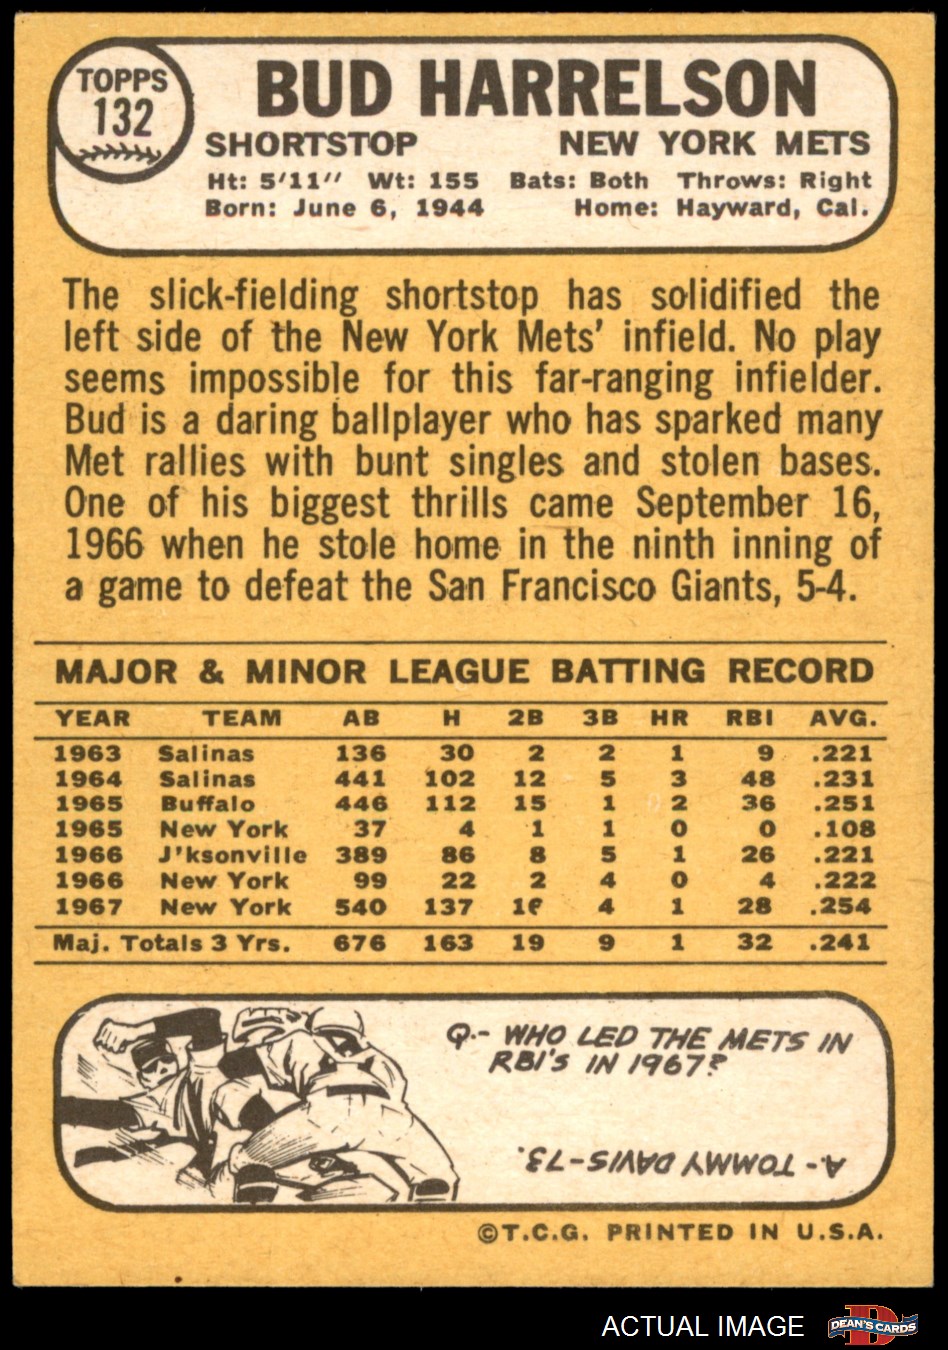 TOPPS
132
BUD HARRELSON
SHORTSTOP NEW YORK METS
Ht: 5'11" Wt: 155 Bats: Both Throws: Right
Born: June 6, 1944 Home: Hayward, Cal.
The slick-fielding shortstop has solidified the
left side of the New York Mets' infield. No play
seems impossible for this far-ranging infielder.
Bud is a daring ballplayer who has sparked many
Met rallies with bunt singles and stolen bases.
One of his biggest thrills came September 16,
1966 when he stole home in the ninth inning of
a game to defeat the San Francisco Giants, 5-4.
MAJOR & MINOR LEAGUE BATTING RECORD
YEAR TEAM AB H 2B 3B HR RBI AVG.
1963 Salinas 136 30 2 2 1 9 .221
1964 Salinas 441 102 12 5 3 48 .231
1965 Buffalo 446 112 15 1 2 36 .251
1965 New York 37 4 1 1 0 0 .108
1966 J'ksonville 389 86 8 5 1 26 .221
1966 New York 99 22 2 4 0 4 .222
1967 New York 540 137 16 4 1 28 .254
Maj. Totals 3 Yrs. 676 163 19 9 1 32 .241
Q.- WHO LED THE METS IN
RBI'S IN 1967?
A- TOMMY DAVIS-73.
©T.C.G. PRINTED IN U.S.A.
ACTUAL IMAGE
D
DEAN'S CARDS